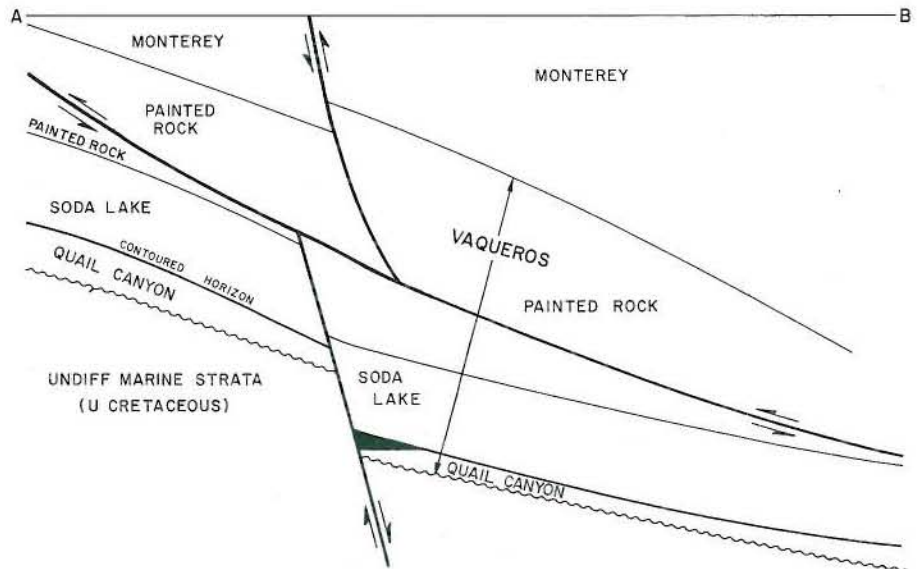 A
B
MONTEREY
MONTEREY
PAINTED
ROCK
PAINTED ROCK
SODA LAKE
VAQUEROS
CONTOURED HORIZON
QUAIL CANYON
PAINTED ROCK
UNDIFF MARINE STRATA
(U CRETACEOUS)
SODA
LAKE
QUAIL CANYON